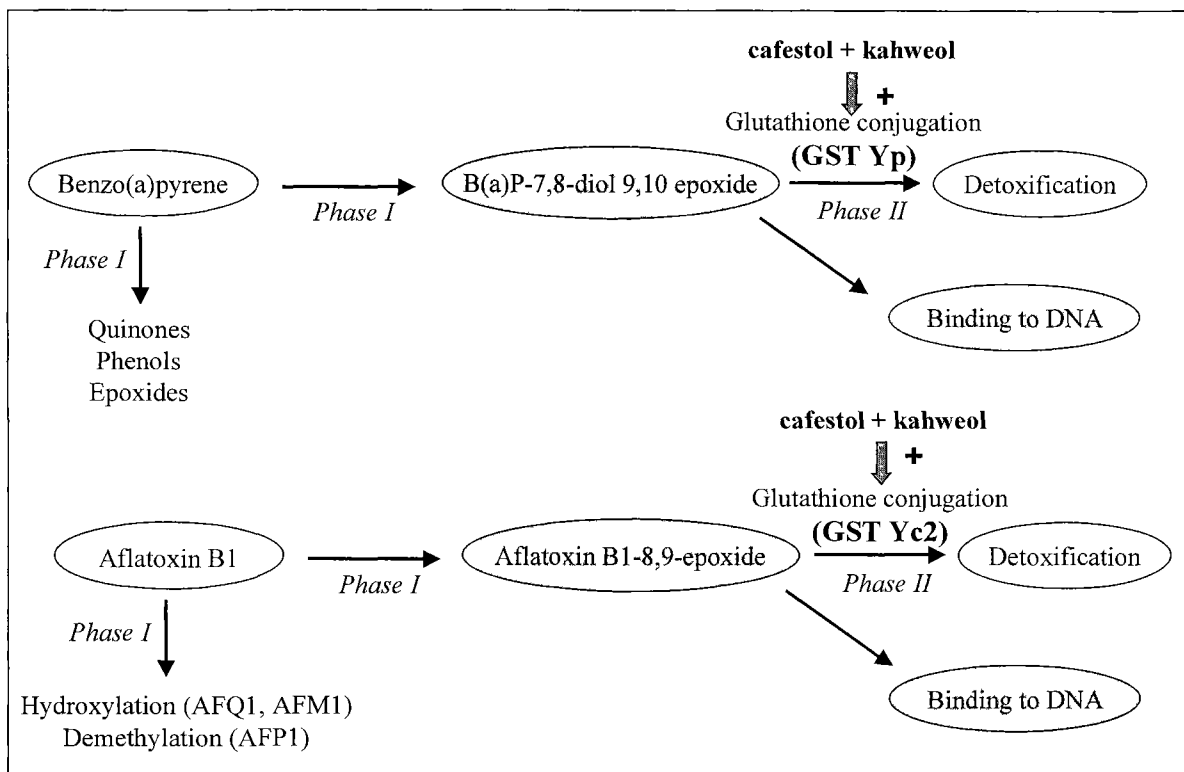 cafestol + kahweol
+
Glutathione conjugation
(GST Yp)
Benzo(a)pyrene
Phase I
B(a)P-7,8-diol 9,10 epoxide
Phase II
Detoxification
Phase I
Quinones
Phenols
Epoxides
Binding to DNA
cafestol + kahweol
+
Glutathione conjugation
(GST Yc2)
Aflatoxin B1
Phase I
Aflatoxin B1-8,9-epoxide
Phase II
Detoxification
Phase I
Hydroxylation (AFQ1, AFM1)
Demethylation (AFP1)
Binding to DNA